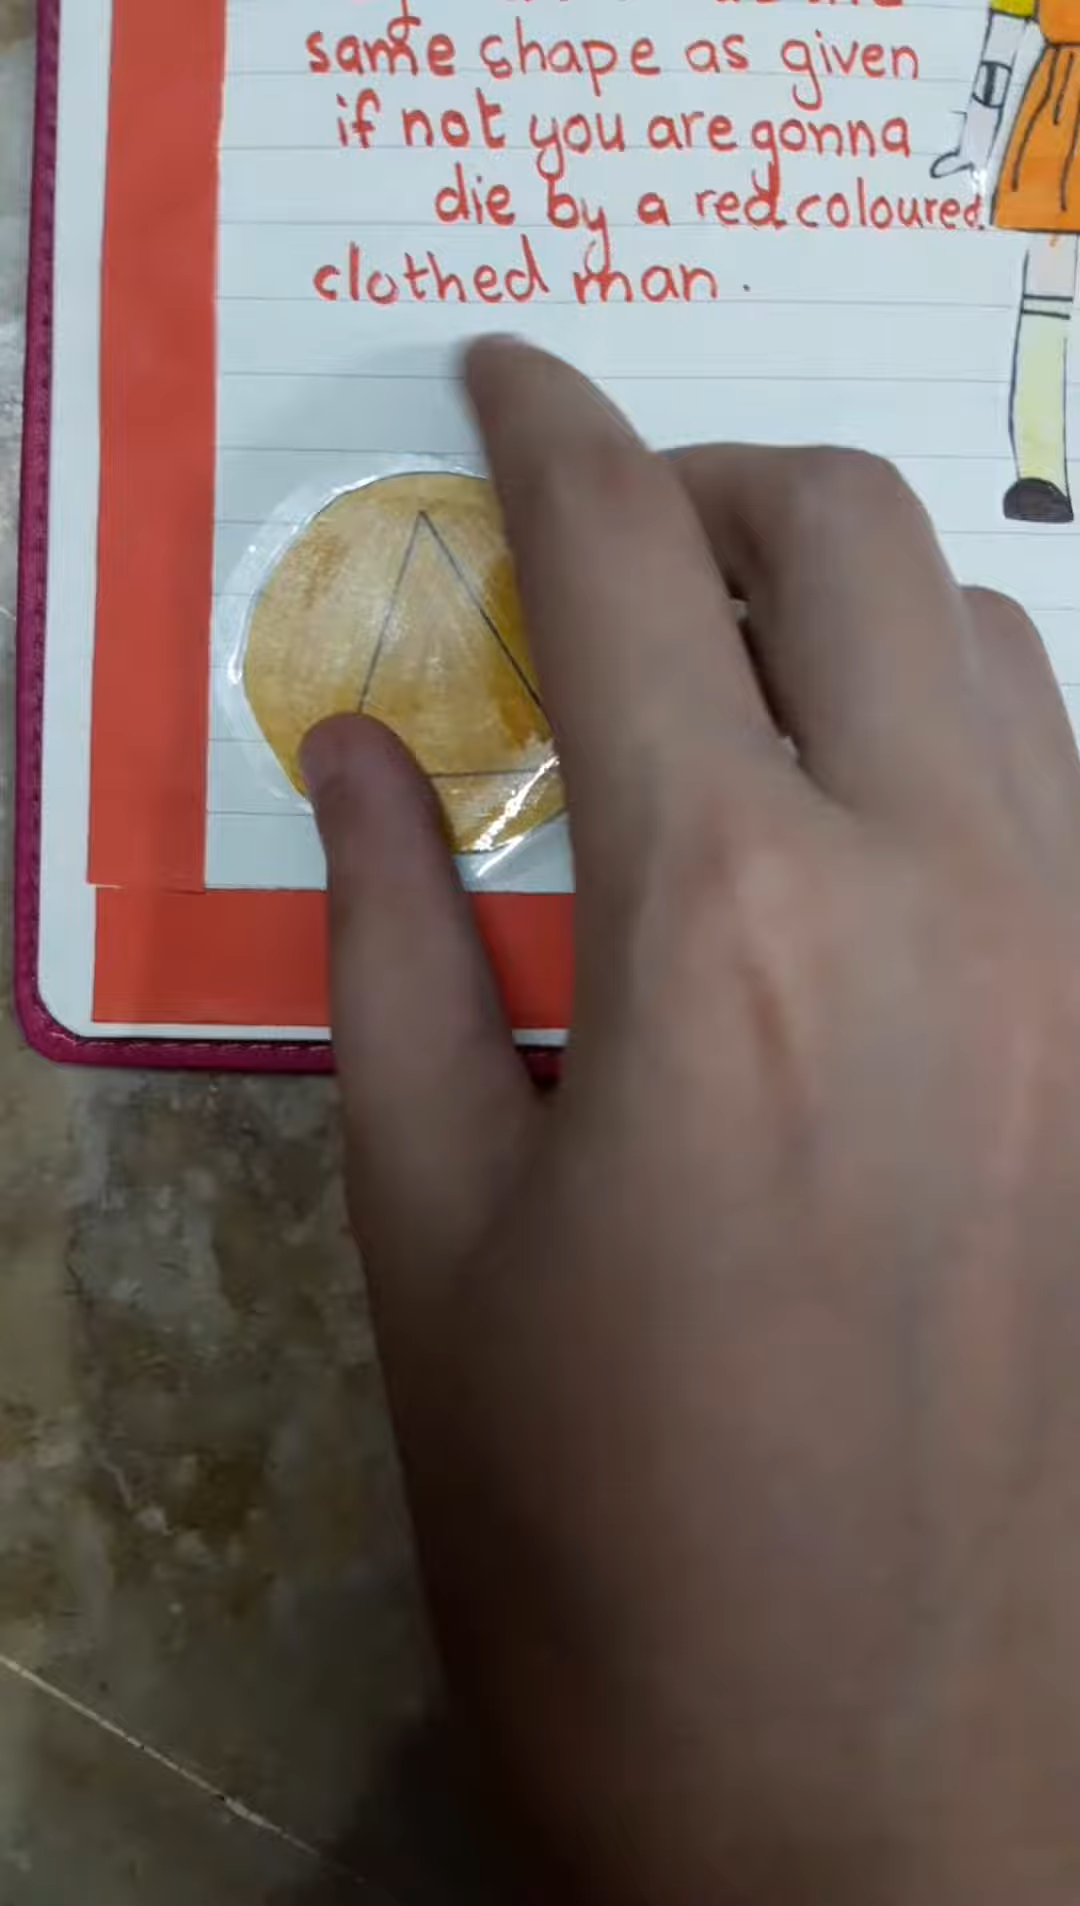 same shape as given
if not you are gonna
die by a red coloured
clothed man.